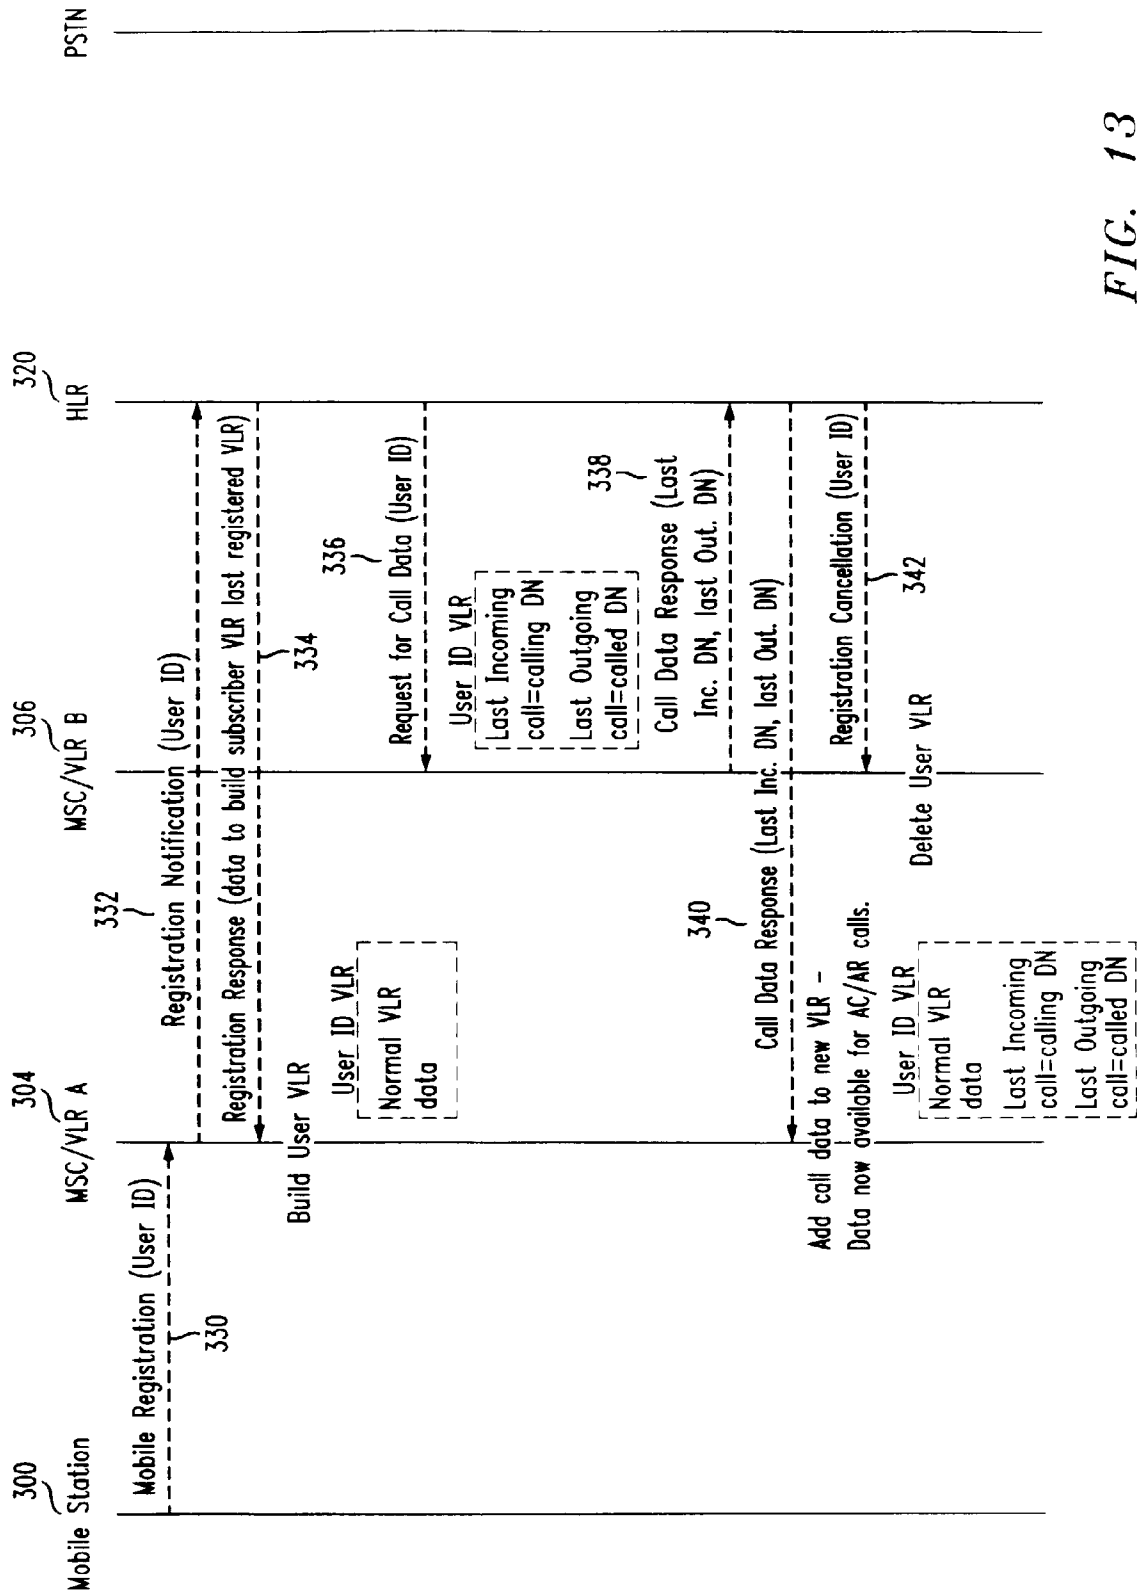 300
Mobile Station
304
MSC/VLR A
306
MSC/VLR B
320
HLR
PSTN
Mobile Registration (User ID)
330
332
Registration Notification (User ID)
Registration Response (data to build subscriber VLR last registered VLR)
334
Build User VLR
User ID VLR
Normal VLR
data
336
Request for Call Data (User ID)
User ID VLR
Last Incoming
call=calling DN
Last Outgoing
call=called DN
338
Call Data Response (Last
Inc. DN, last Out. DN)
340
Call Data Response (Last Inc. DN, last Out. DN)
Add call data to new VLR –
Data now available for AC/AR calls.
User ID VLR
Normal VLR
data
Last Incoming
call=calling DN
Last Outgoing
call=called DN
Registration Cancellation (User ID)
342
Delete User VLR
FIG. 13